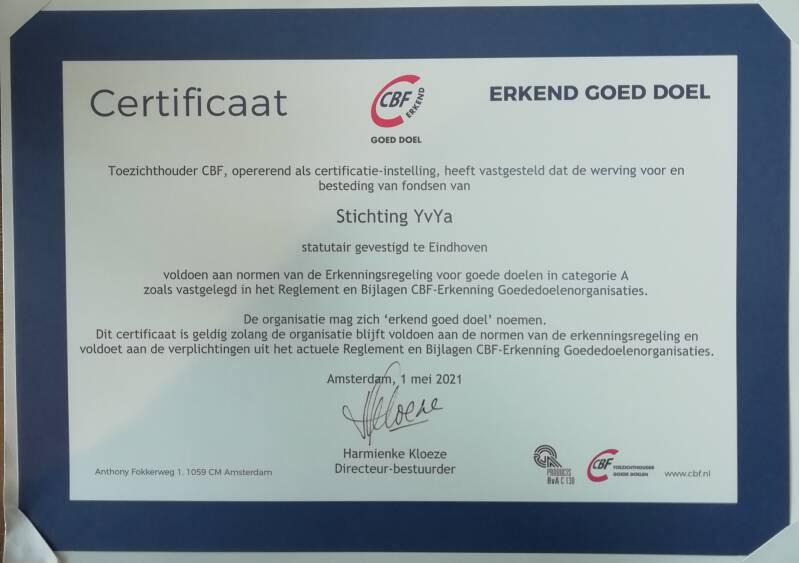 Certificaat
CBF ERKEND
GOED DOEL
ERKEND GOED DOEL
Toezichthouder CBF, opererend als certificatie-instelling, heeft vastgesteld dat de werving voor en
besteding van fondsen van
Stichting YvYa
statutair gevestigd te Eindhoven
voldoen aan normen van de Erkenningsregeling voor goede doelen in categorie A
zoals vastgelegd in het Reglement en Bijlagen CBF-Erkenning Goededoelenorganisaties.
De organisatie mag zich ‘erkend goed doel’ noemen.
Dit certificaat is geldig zolang de organisatie blijft voldoen aan de normen van de erkenningsregeling en
voldoet aan de verplichtingen uit het actuele Reglement en Bijlagen CBF-Erkenning Goededoelenorganisaties.
Amsterdam, 1 mei 2021
HKloeze
Harmienke Kloeze
Directeur-bestuurder
Anthony Fokkerweg 1, 1059 CM Amsterdam
PRODUCTS
RvA C 130
CBF
TOEZICHTHOUDER
GOEDE DOELEN
www.cbf.nl